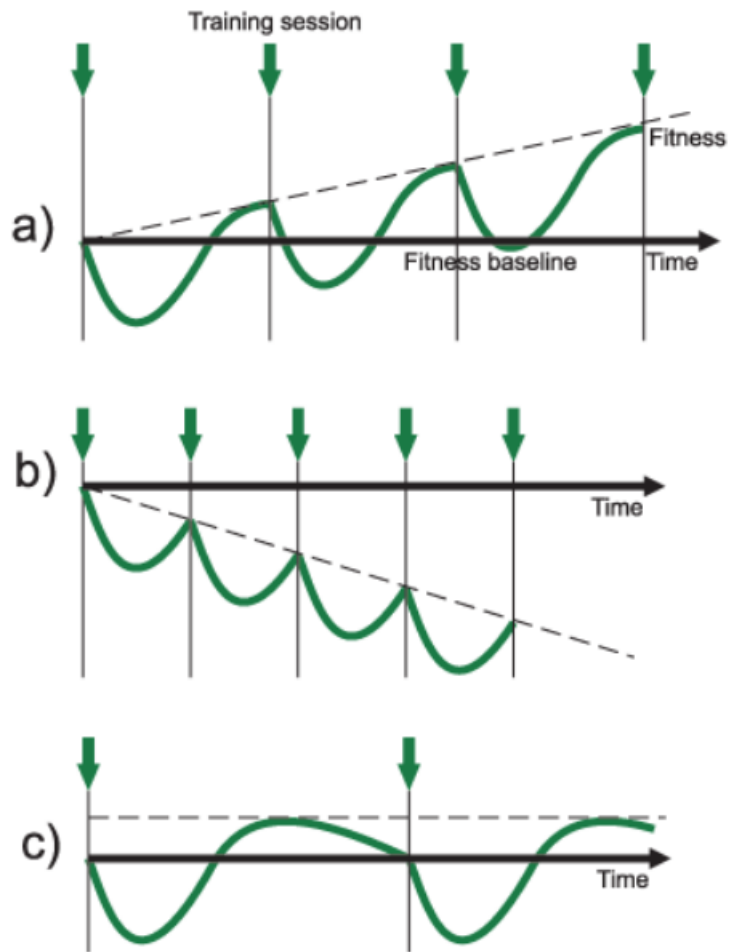 Training session
Fitness
a)
Fitness baseline
Time
b)
Time
c)
Time